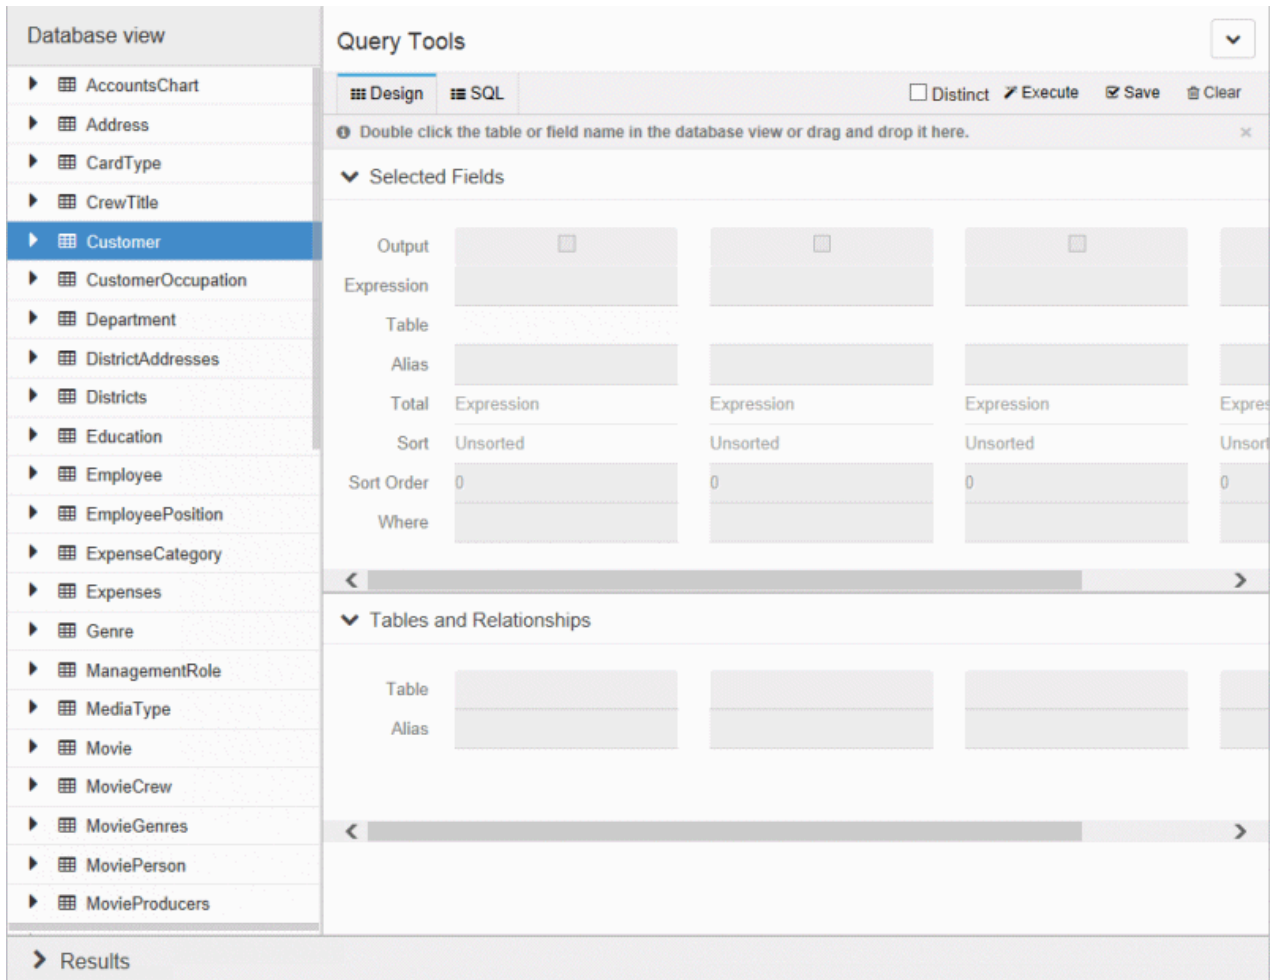 Database view
AccountsChart
Address
CardType
CrewTitle
Customer
CustomerOccupation
Department
DistrictAddresses
Districts
Education
Employee
EmployeePosition
ExpenseCategory
Expenses
Genre
ManagementRole
MediaType
Movie
MovieCrew
MovieGenres
MoviePerson
MovieProducers
Query Tools
Design SQL Distinct Execute Save Clear
Double click the table or field name in the database view or drag and drop it here.
Selected Fields
Output
Expression
Table
Alias
Total Expression Expression Expression Expres
Sort Unsorted Unsorted Unsorted Unsort
Sort Order 0 0 0 0
Where
Tables and Relationships
Table
Alias
Results